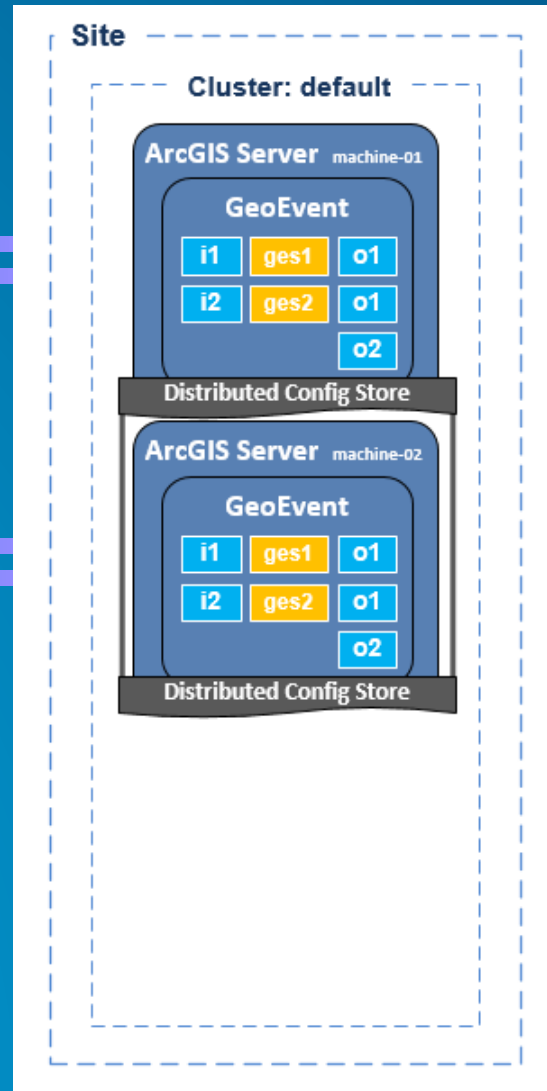 Site
Cluster: default
ArcGIS Server machine-01
GeoEvent
i1 ges1 o1
i2 ges2 o1
o2
Distributed Config Store
ArcGIS Server machine-02
GeoEvent
i1 ges1 o1
i2 ges2 o1
o2
Distributed Config Store